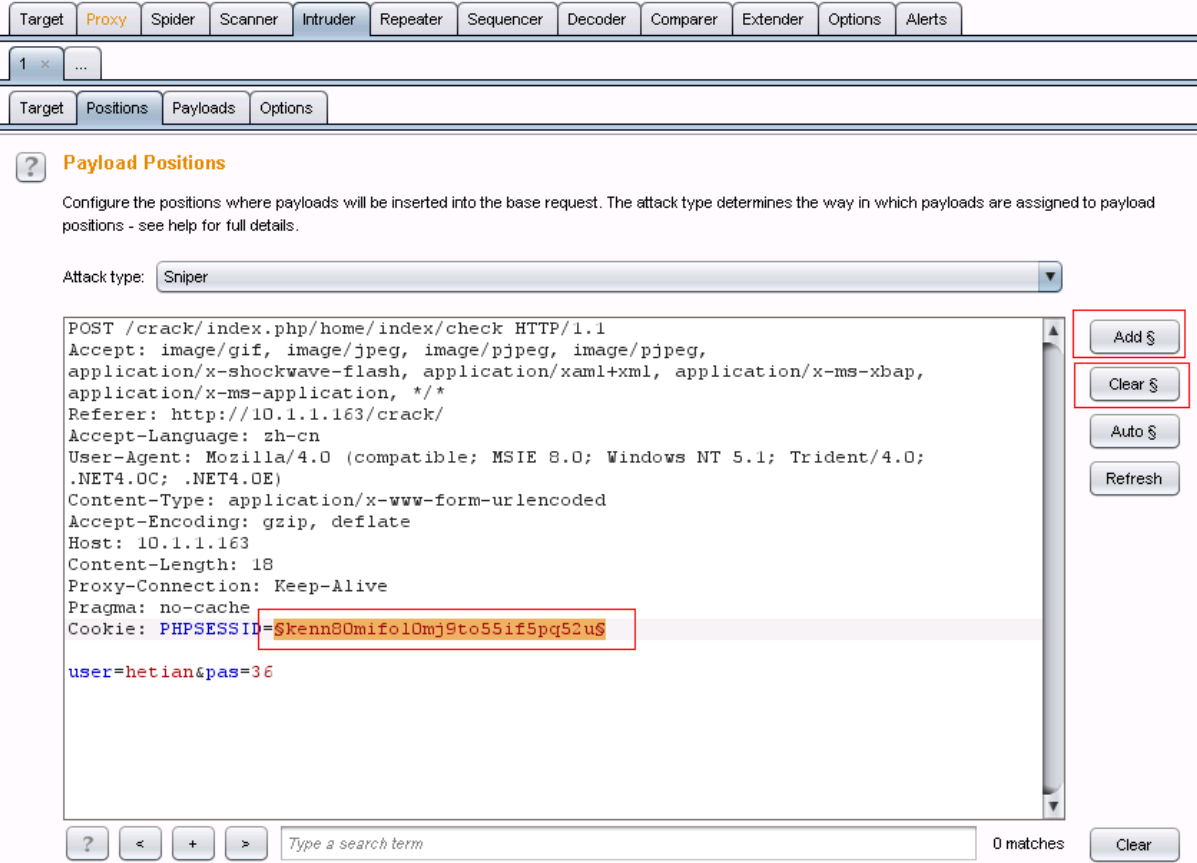 Target Proxy Spider Scanner Intruder Repeater Sequencer Decoder Comparer Extender Options Alerts
1 × ...
Target Positions Payloads Options
? Payload Positions
Configure the positions where payloads will be inserted into the base request. The attack type determines the way in which payloads are assigned to payload
positions - see help for full details.
Attack type: Sniper
POST /crack/index.php/home/index/check HTTP/1.1
Accept: image/gif, image/jpeg, image/pjpeg, image/pjpeg,
application/x-shockwave-flash, application/xaml+xml, application/x-ms-xbap,
application/x-ms-application, */*
Referer: http://10.1.1.163/crack/
Accept-Language: zh-cn
User-Agent: Mozilla/4.0 (compatible; MSIE 8.0; Windows NT 5.1; Trident/4.0;
.NET4.0C; .NET4.0E)
Content-Type: application/x-www-form-urlencoded
Accept-Encoding: gzip, deflate
Host: 10.1.1.163
Content-Length: 18
Proxy-Connection: Keep-Alive
Pragma: no-cache
Cookie: PHPSESSID=§kenn80mifol0mj9to55if5pq52u§
user=hetian&pas=36
Add §
Clear §
Auto §
Refresh
? < + > Type a search term 0 matches Clear